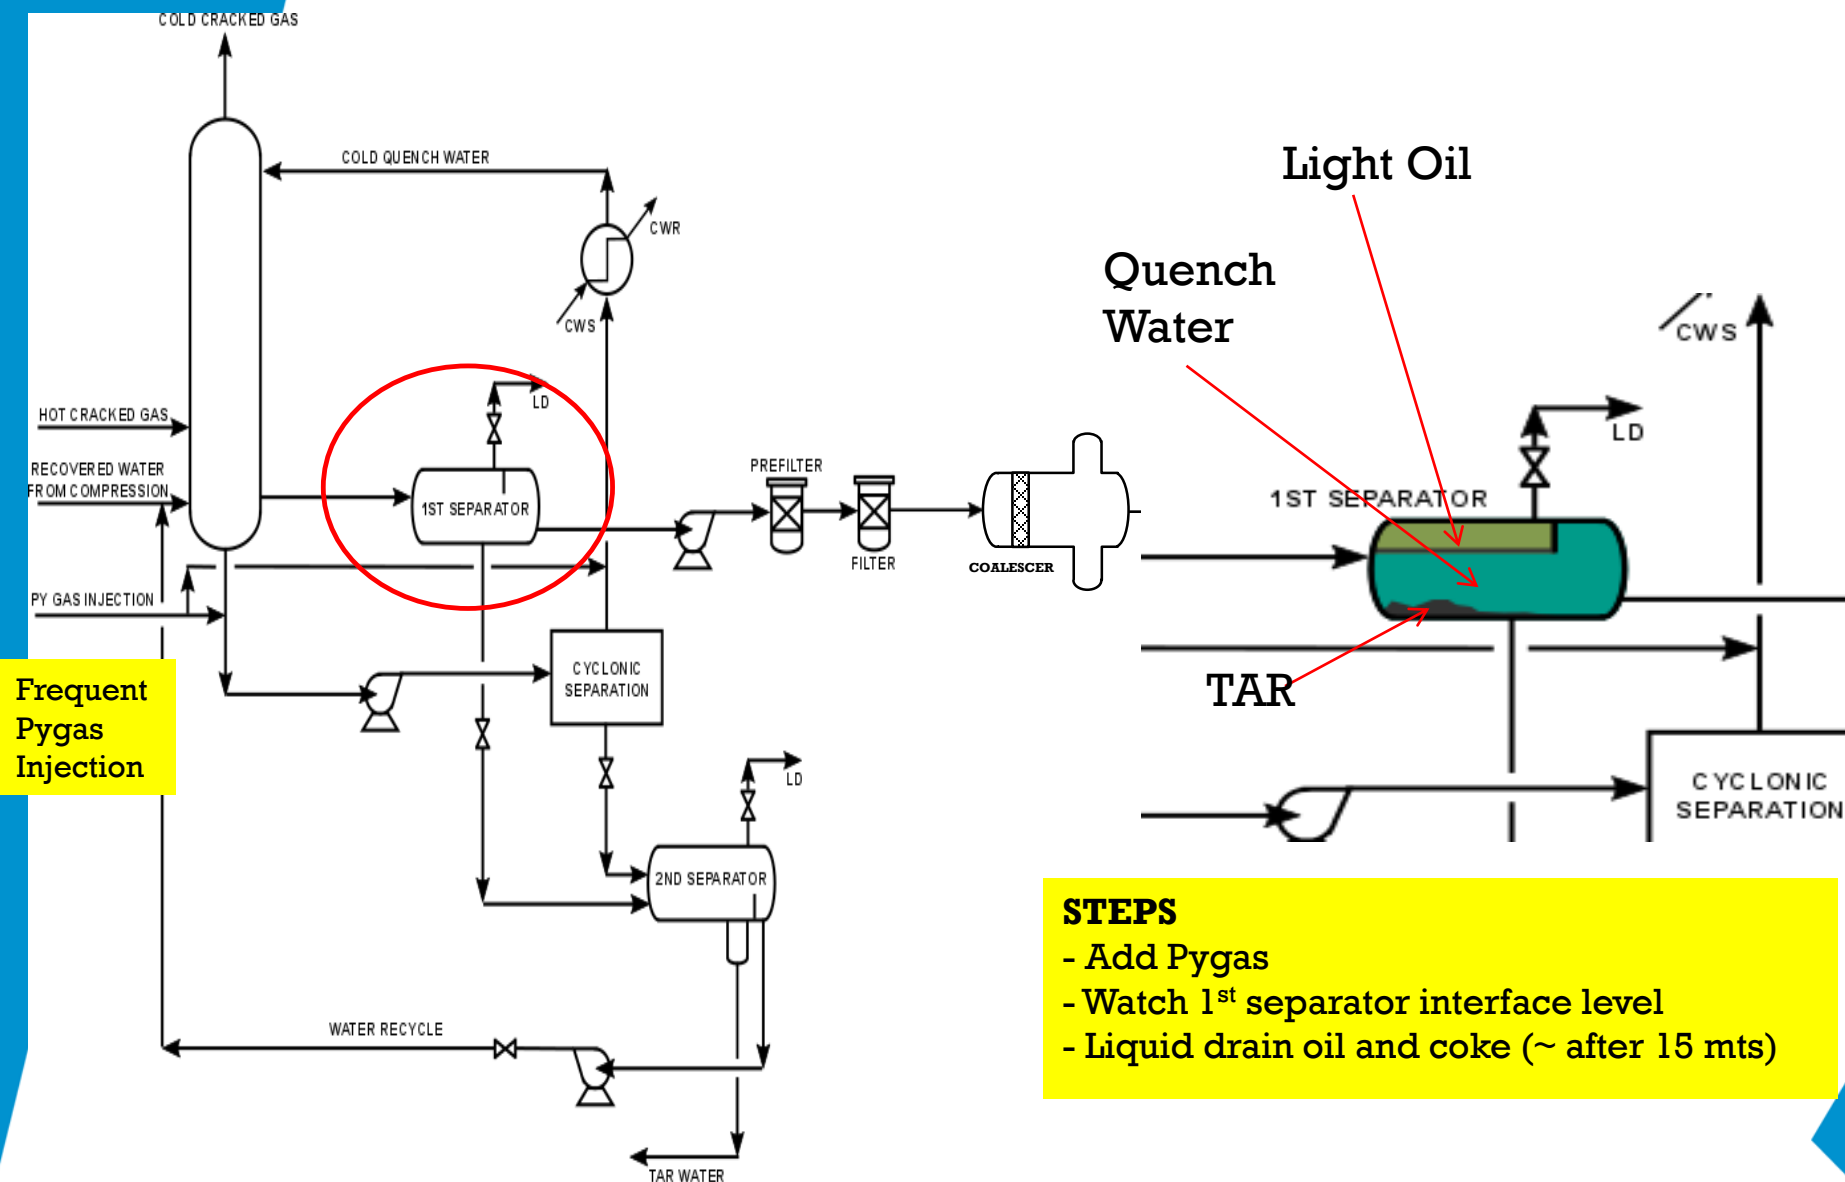 COLD CRACKED GAS
COLD QUENCH WATER
CWR
CWS
HOT CRACKED GAS
RECOVERED WATER
FROM COMPRESSION
LD
1ST SEPARATOR
PREFILTER
FILTER
COALESCER
PY GAS INJECTION
CYCLONIC
SEPARATION
Frequent
Pygas
Injection
LD
2ND SEPARATOR
WATER RECYCLE
TAR WATER
Light Oil
Quench
Water
CWS
LD
1ST SEPARATOR
TAR
CYCLONIC
SEPARATION
STEPS
- Add Pygas
- Watch 1st separator interface level
- Liquid drain oil and coke (~ after 15 mts)